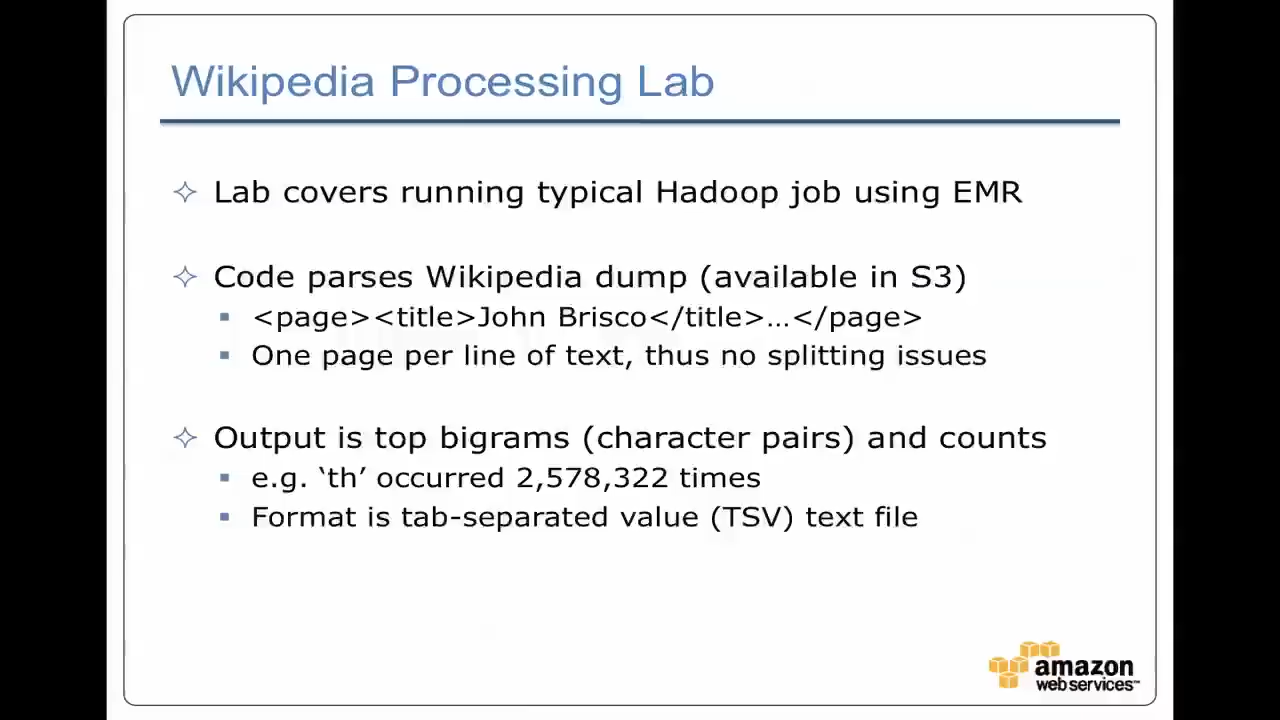 Wikipedia Processing Lab
Lab covers running typical Hadoop job using EMR
Code parses Wikipedia dump (available in S3)
<page><title>John Brisco</title>…</page>
One page per line of text, thus no splitting issues
Output is top bigrams (character pairs) and counts
e.g. ‘th’ occurred 2,578,322 times
Format is tab-separated value (TSV) text file
amazon
webservices™